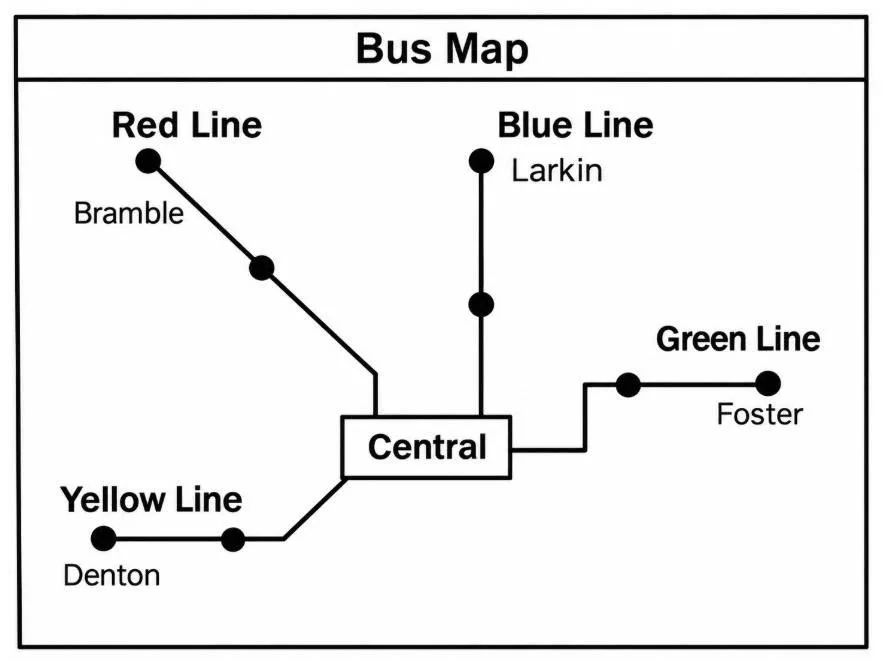 Bus Map
Red Line
Blue Line
Larkin
Bramble
Green Line
Foster
Central
Yellow Line
Denton